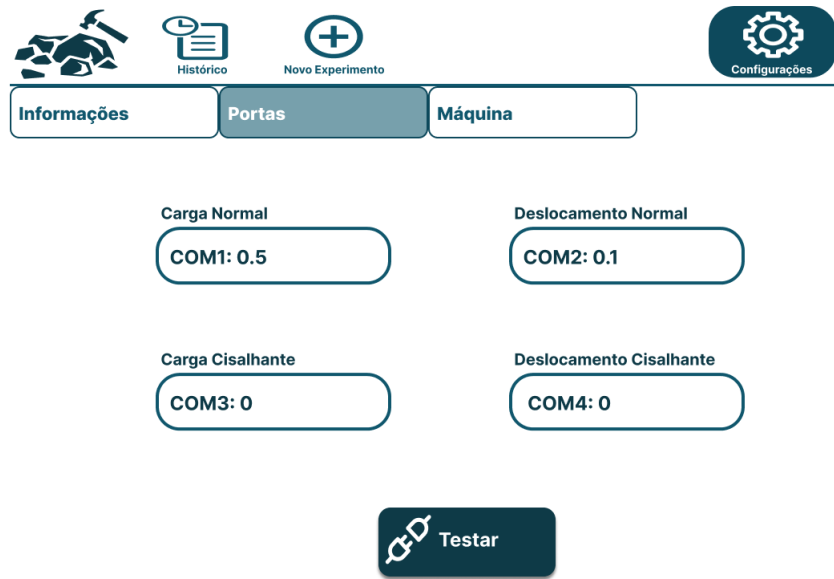 Histórico
Novo Experimento
Configurações
Informações
Portas
Máquina
Carga Normal
Deslocamento Normal
COM1: 0.5
COM2: 0.1
Carga Cisalhante
Deslocamento Cisalhante
COM3: 0
COM4: 0
Testar